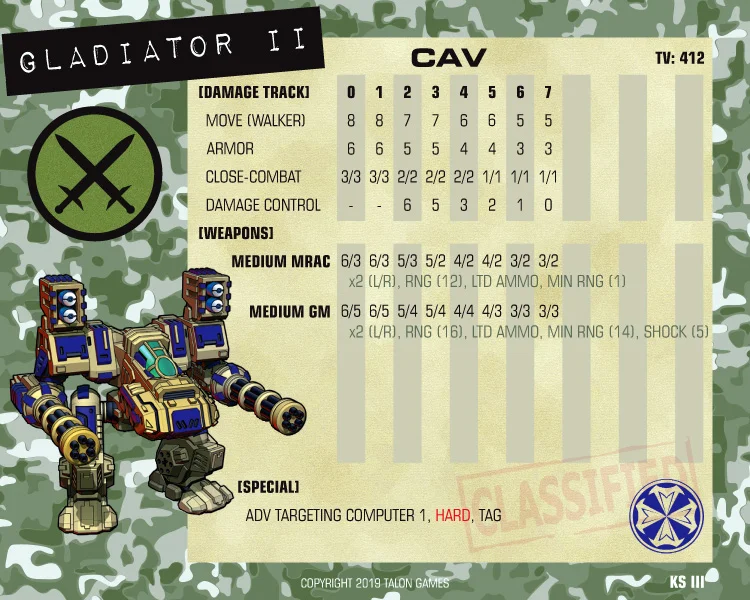 GLADIATOR II
CAV
TV: 412
[DAMAGE TRACK] 0 1 2 3 4 5 6 7
MOVE (WALKER) 8 8 7 7 6 6 5 5
ARMOR 6 6 5 5 4 4 3 3
CLOSE-COMBAT 3/3 3/3 2/2 2/2 2/2 1/1 1/1 1/1
DAMAGE CONTROL - - 6 5 3 2 1 0
[WEAPONS]
MEDIUM MRAC 6/3 6/3 5/3 5/2 4/2 4/2 3/2 3/2
x2 (L/R), RNG (12), LTD AMMO, MIN RNG (1)
MEDIUM GM 6/5 6/5 5/4 5/4 4/4 4/3 3/3 3/3
x2 (L/R), RNG (16), LTD AMMO, MIN RNG (14), SHOCK (5)
[SPECIAL]
ADV TARGETING COMPUTER 1, HARD, TAG
CLASSIFIED
COPYRIGHT 2019 TALON GAMES
KS III